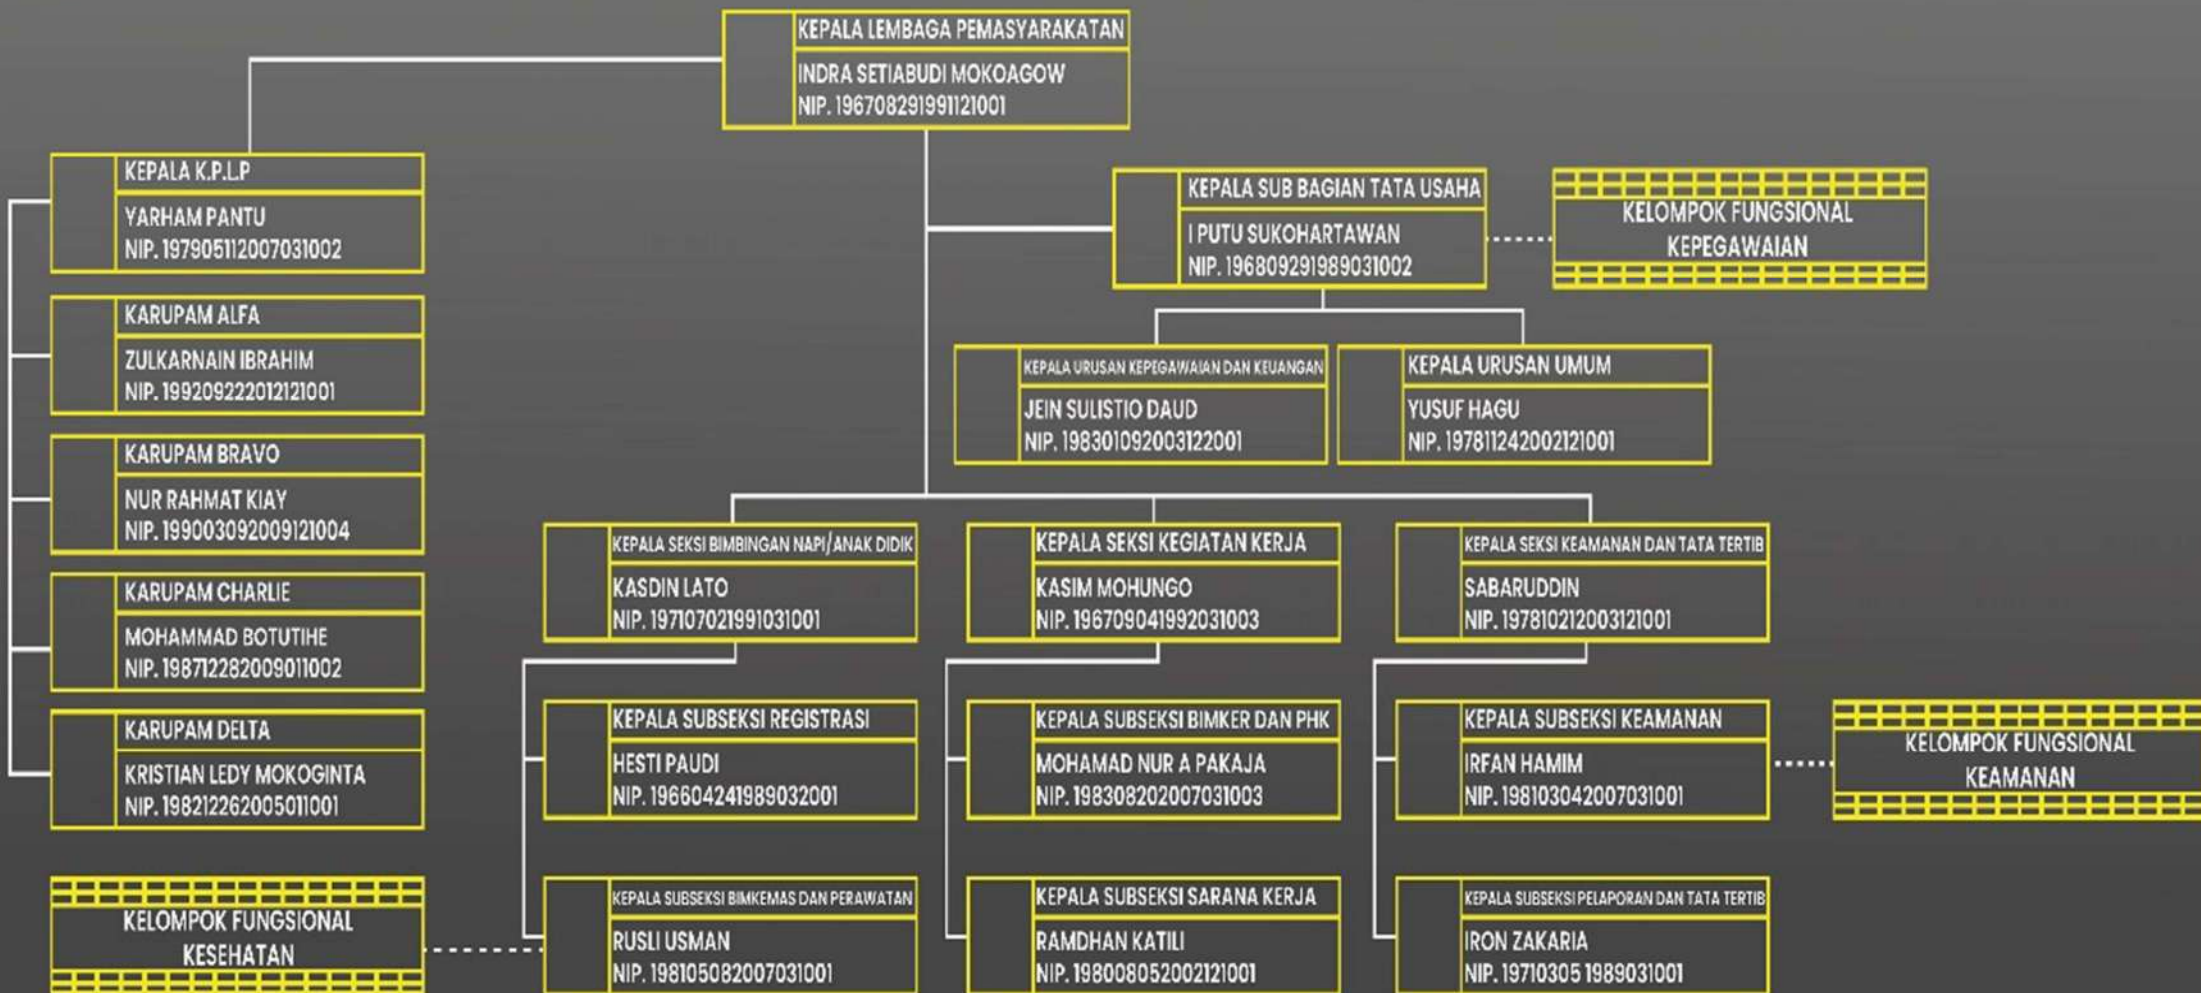 KEPALA LEMBAGA PEMASYARAKATAN
INDRA SETIABUDI MOKOAGOW
NIP. 196708291991121001
KEPALA K.P.L.P
YARHAM PANTU
NIP. 197905112007031002
KARUPAM ALFA
ZULKARNAIN IBRAHIM
NIP. 199209222012121001
KARUPAM BRAVO
NUR RAHMAT KIAY
NIP. 199003092009121004
KARUPAM CHARLIE
MOHAMMAD BOTUTIHE
NIP. 198712282009011002
KARUPAM DELTA
KRISTIAN LEDY MOKOGINTA
NIP. 198212262005011001
KEPALA SUB BAGIAN TATA USAHA
I PUTU SUKOHARTAWAN
NIP. 196809291989031002
KELOMPOK FUNGSIONAL
KEPEGAWAIAN
KEPALA URUSAN KEPEGAWAIAN DAN KEUANGAN
JEIN SULISTIO DAUD
NIP. 198301092003122001
KEPALA URUSAN UMUM
YUSUF HAGU
NIP. 197811242002121001
KEPALA SEKSI BIMBINGAN NAPI/ANAK DIDIK
KASDIN LATO
NIP. 197107021991031001
KEPALA SUBSEKSI REGISTRASI
HESTI PAUDI
NIP. 196604241989032001
KEPALA SUBSEKSI BIMKEMAS DAN PERAWATAN
RUSLI USMAN
NIP. 198105082007031001
KELOMPOK FUNGSIONAL
KESEHATAN
KEPALA SEKSI KEGIATAN KERJA
KASIM MOHUNGO
NIP. 196709041992031003
KEPALA SUBSEKSI BIMKER DAN PHK
MOHAMAD NUR A PAKAJA
NIP. 198308202007031003
KEPALA SUBSEKSI SARANA KERJA
RAMDHAN KATILI
NIP. 198008052002121001
KEPALA SEKSI KEAMANAN DAN TATA TERTIB
SABARUDDIN
NIP. 197810212003121001
KEPALA SUBSEKSI KEAMANAN
IRFAN HAMIM
NIP. 198103042007031001
KELOMPOK FUNGSIONAL
KEAMANAN
KEPALA SUBSEKSI PELAPORAN DAN TATA TERTIB
IRON ZAKARIA
NIP. 19710305 1989031001